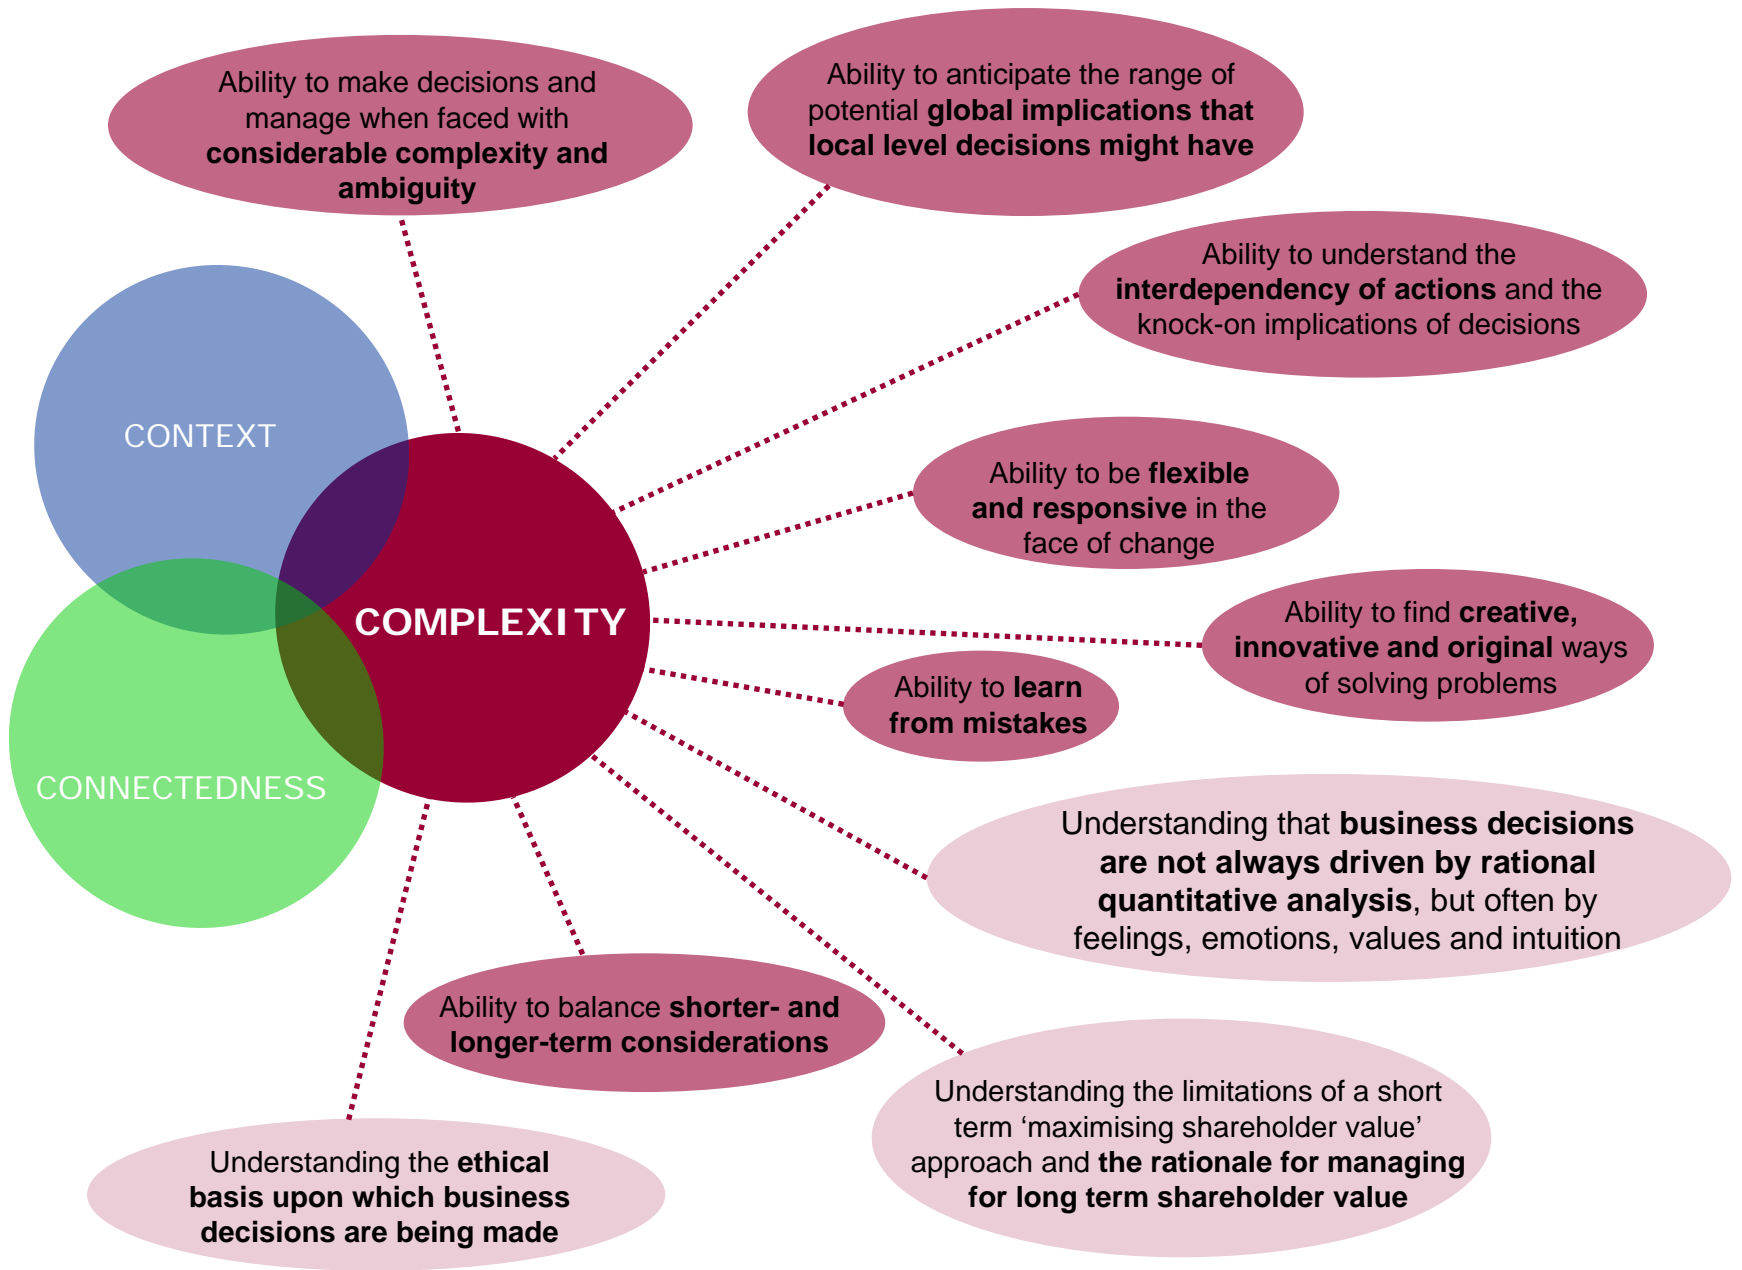 Ability to make decisions and
manage when faced with
considerable complexity and
ambiguity
Ability to anticipate the range of
potential global implications that
local level decisions might have
Ability to understand the
interdependency of actions and the
knock-on implications of decisions
CONTEXT
Ability to be flexible
and responsive in the
face of change
COMPLEXITY
Ability to find creative,
innovative and original ways
of solving problems
Ability to learn
from mistakes
CONNECTEDNESS
Understanding that business decisions
are not always driven by rational
quantitative analysis, but often by
feelings, emotions, values and intuition
Ability to balance shorter- and
longer-term considerations
Understanding the limitations of a short
term ‘maximising shareholder value’
approach and the rationale for managing
for long term shareholder value
Understanding the ethical
basis upon which business
decisions are being made